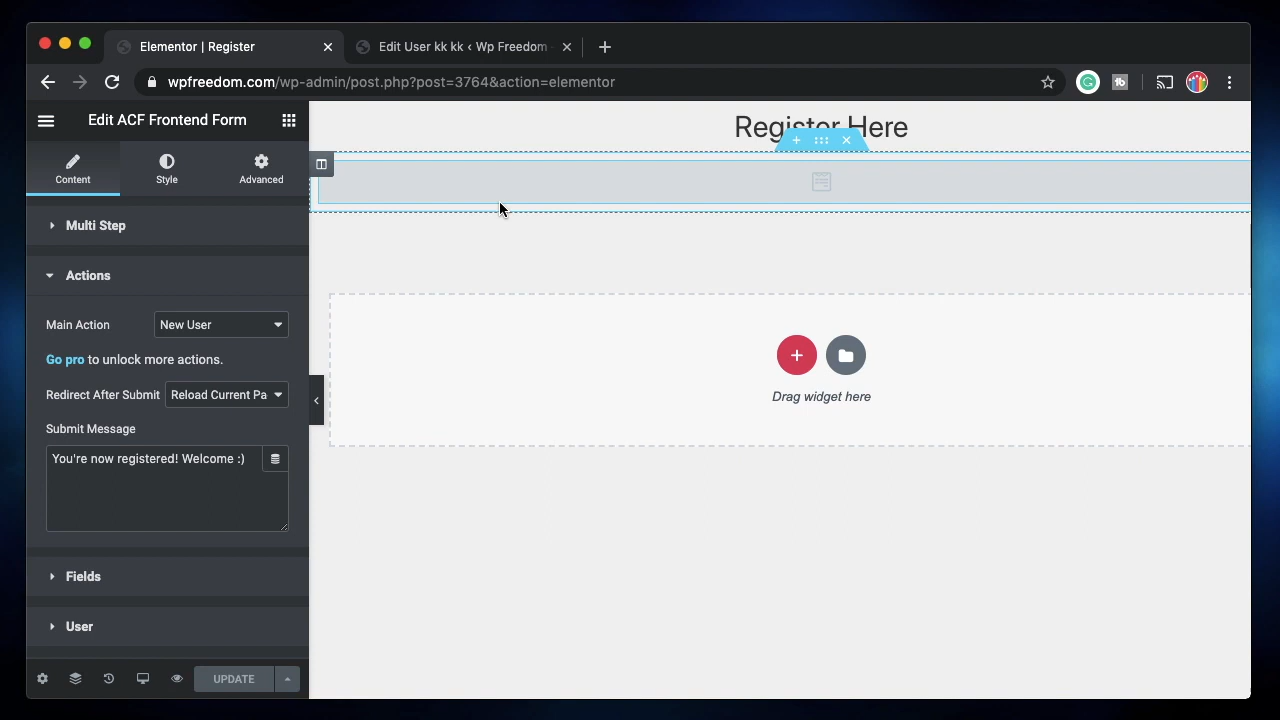 Elementor | Register
Edit User kk kk ‹ Wp Freedom
wpfreedom.com/wp-admin/post.php?post=3764&action=elementor
Edit ACF Frontend Form
Content
Style
Advanced
Multi Step
Actions
Main Action
New User
Go pro to unlock more actions.
Redirect After Submit
Reload Current Pa
Submit Message
You're now registered! Welcome :)
Fields
User
UPDATE
Register Here
Drag widget here